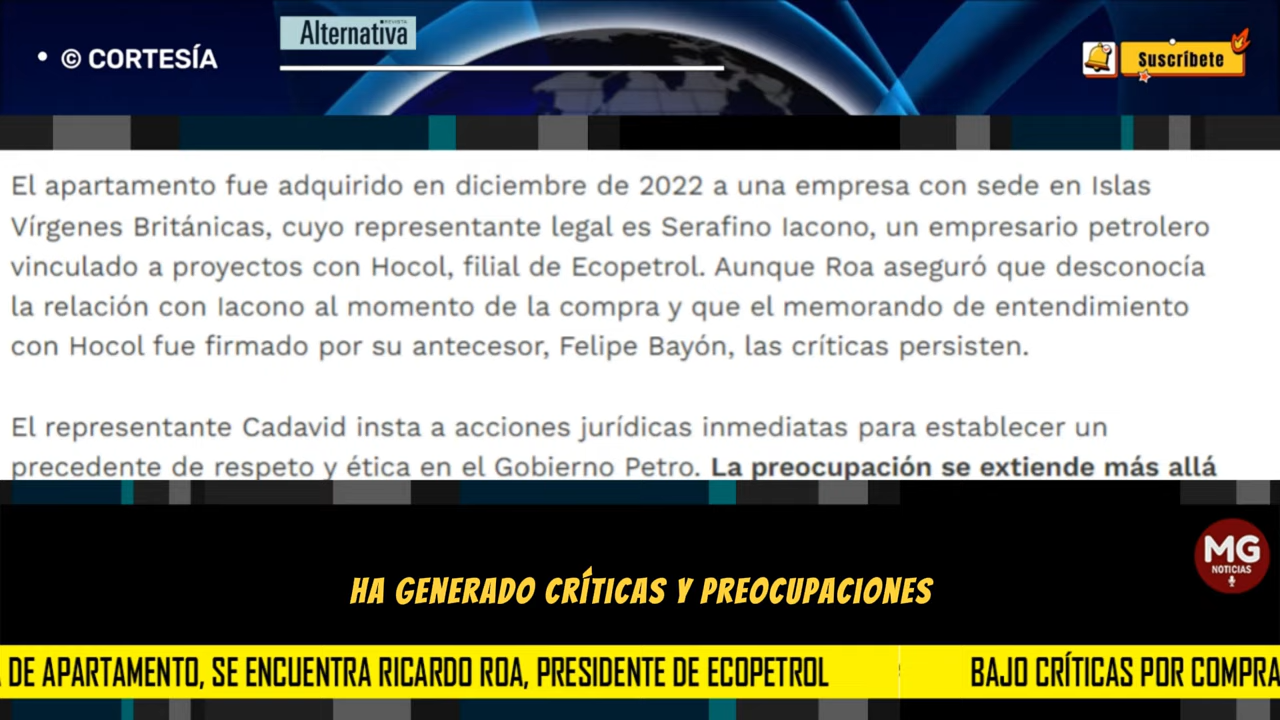 REVISTA
Alternativa
• © CORTESÍA
Suscríbete
El apartamento fue adquirido en diciembre de 2022 a una empresa con sede en Islas
Vírgenes Británicas, cuyo representante legal es Serafino Iacono, un empresario petrolero
vinculado a proyectos con Hocol, filial de Ecopetrol. Aunque Roa aseguró que desconocía
la relación con Iacono al momento de la compra y que el memorando de entendimiento
con Hocol fue firmado por su antecesor, Felipe Bayón, las críticas persisten.
El representante Cadavid insta a acciones jurídicas inmediatas para establecer un
precedente de respeto y ética en el Gobierno Petro. La preocupación se extiende más allá
MG
NOTICIAS
HA GENERADO CRÍTICAS Y PREOCUPACIONES
DE APARTAMENTO, SE ENCUENTRA RICARDO ROA, PRESIDENTE DE ECOPETROL BAJO CRÍTICAS POR COMPRA